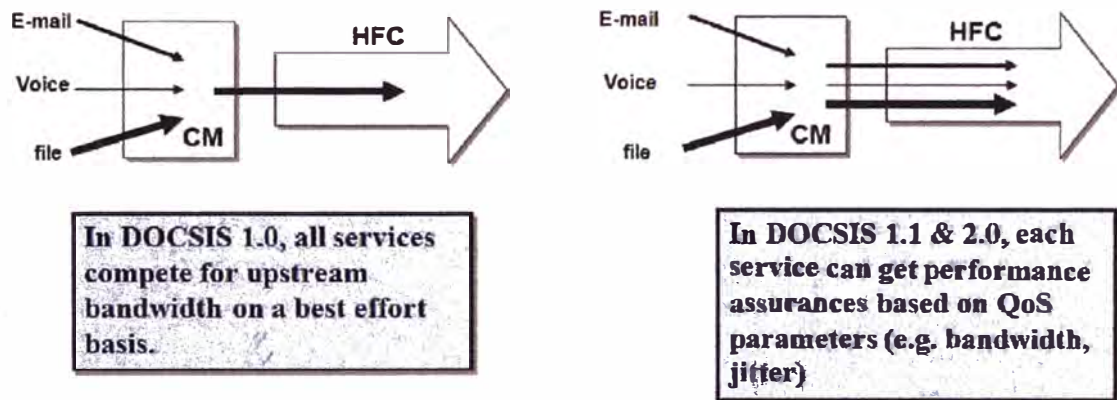 E-mail
Voice
file
CM
HFC
In DOCSIS 1.0, all services
compete for upstream
bandwidth on a best effort
basis.
E-mail
Voice
file
CM
HFC
In DOCSIS 1.1 & 2.0, each
service can get performance
assurances based on QoS
parameters (e.g. bandwidth,
jitter)